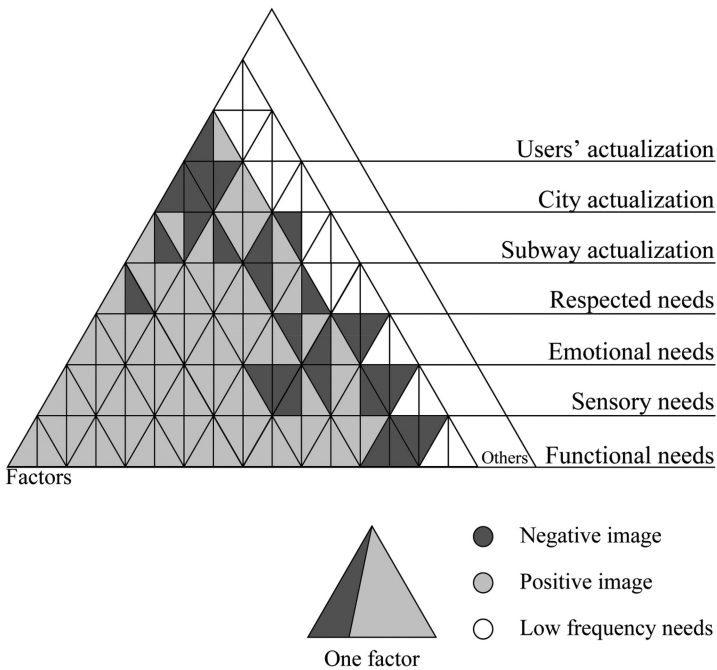 Users’ actualization
City actualization
Subway actualization
Respected needs
Emotional needs
Sensory needs
Others Functional needs
Factors
Negative image
Positive image
Low frequency needs
One factor